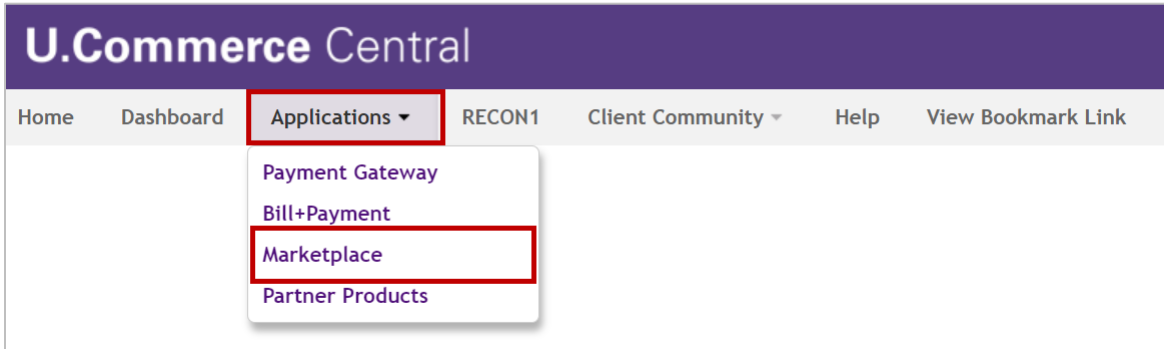 U.Commerce Central
Home Dashboard Applications RECON1 Client Community Help View Bookmark Link
Payment Gateway
Bill+Payment
Marketplace
Partner Products